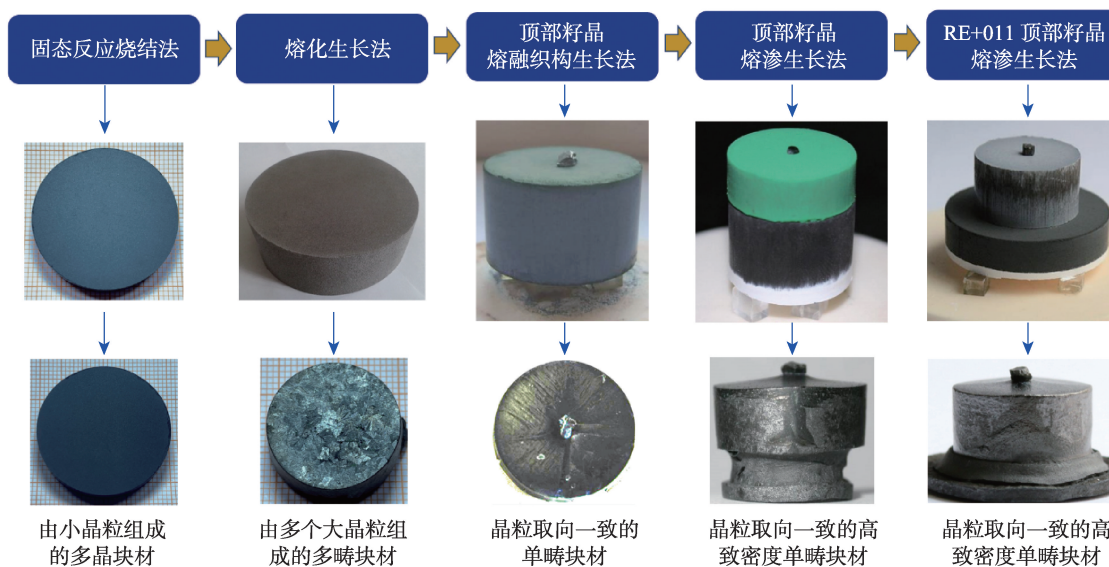 固态反应烧结法
熔化生长法
顶部籽晶
熔融织构生长法
顶部籽晶
熔渗生长法
RE+011 顶部籽晶
熔渗生长法
由小晶粒组成
的多晶块材
由多个大晶粒组
成的多畴块材
晶粒取向一致的
单畴块材
晶粒取向一致的高
致密度单畴块材
晶粒取向一致的高
致密度单畴块材